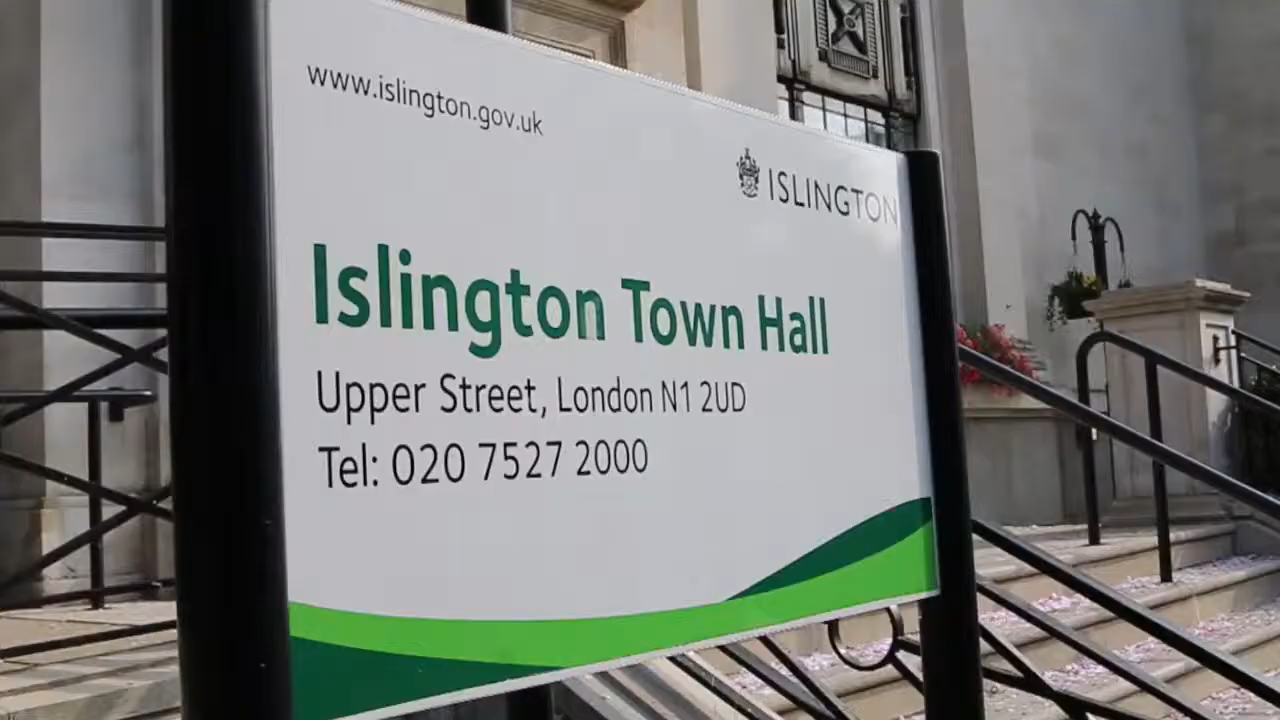 www.islington.gov.uk
ISLINGTON
Islington Town Hall
Upper Street, London N1 2UD
Tel: 020 7527 2000